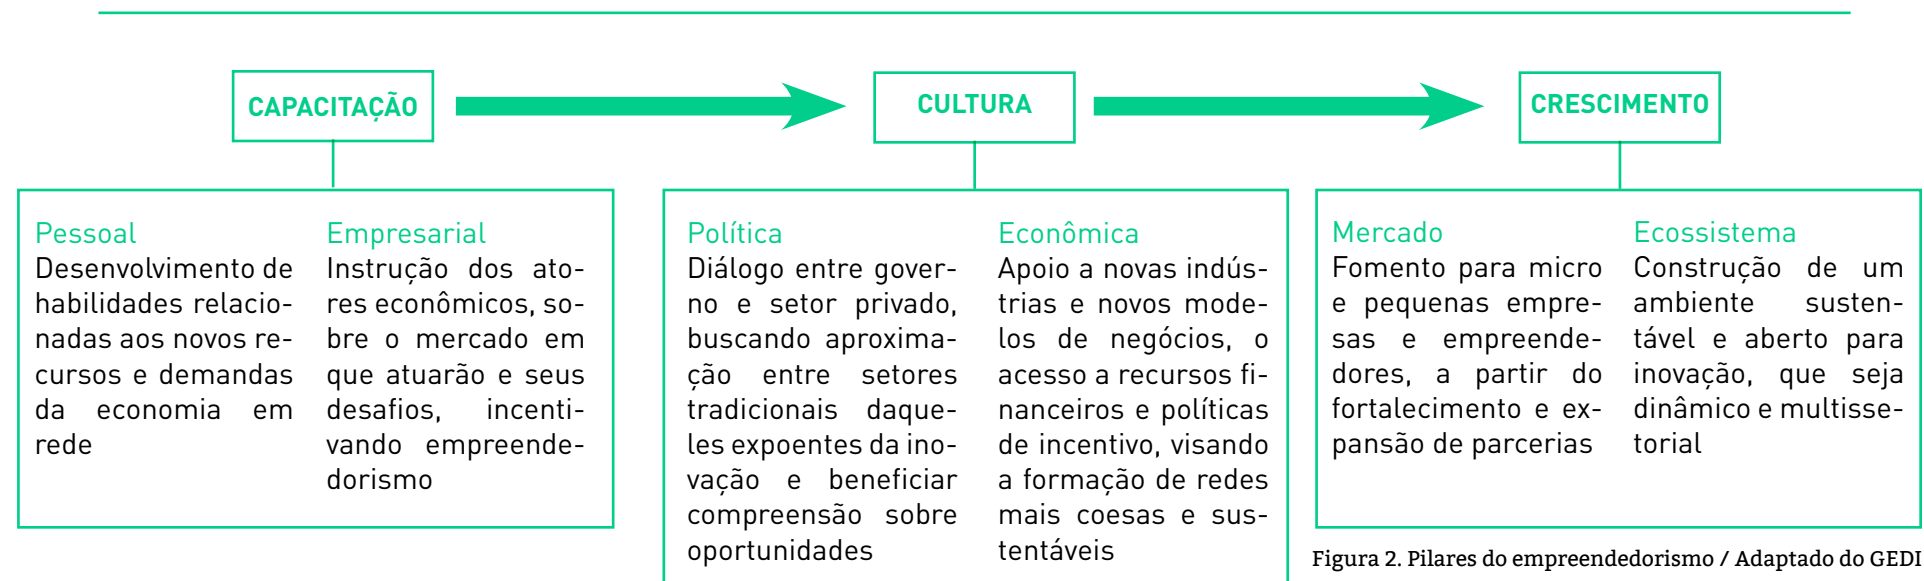 CAPACITAÇÃO
CULTURA
CRESCIMENTO
Pessoal
Desenvolvimento de
habilidades relacio-
nadas aos novos re-
cursos e demandas
da economia em
rede
Empresarial
Instrução dos ato-
res econômicos, so-
bre o mercado em
que atuarão e seus
desafios, incenti-
vando empreende-
dorismo
Política
Diálogo entre gover-
no e setor privado,
buscando aproxima-
ção entre setores
tradicionais daque-
les expoentes da ino-
vação e beneficiar
compreensão sobre
oportunidades
Econômica
Apoio a novas indús-
trias e novos mode-
los de negócios, o
acesso a recursos fi-
nanceiros e políticas
de incentivo, visando
a formação de redes
mais coesas e sus-
tentáveis
Mercado
Fomento para micro
e pequenas empre-
sas e empreende-
dores, a partir do
fortalecimento e ex-
pansão de parcerias
Ecossistema
Construção de um
ambiente susten-
tável e aberto para
inovação, que seja
dinâmico e multisse-
torial
Figura 2. Pilares do empreendedorismo / Adaptado do GEDI